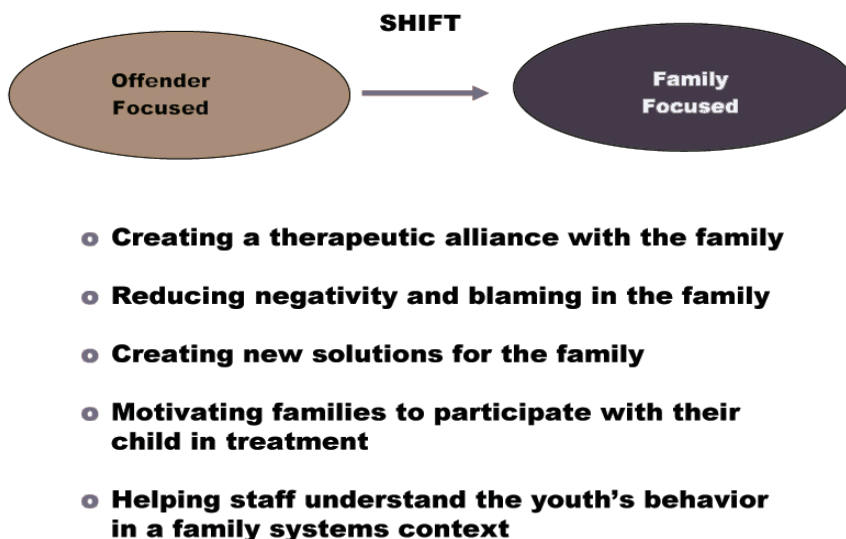 SHIFT
Offender
Focused
Family
Focused
o Creating a therapeutic alliance with the family
o Reducing negativity and blaming in the family
o Creating new solutions for the family
o Motivating families to participate with their
child in treatment
o Helping staff understand the youth’s behavior
in a family systems context